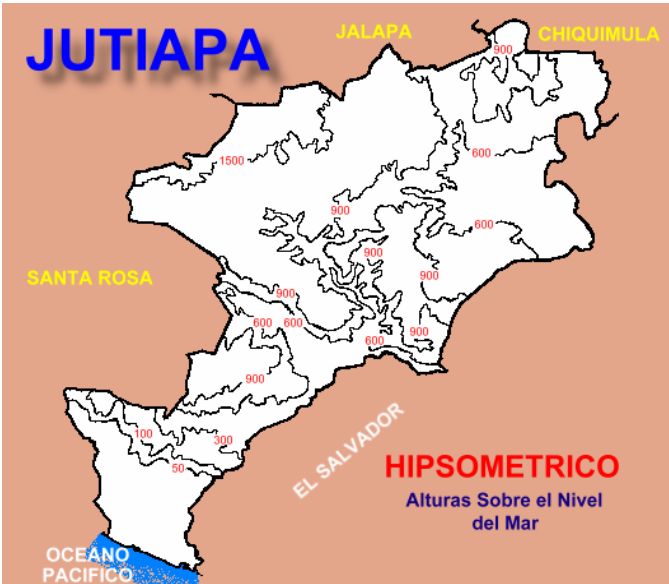 JUTIAPA
JALAPA
CHIQUIMULA
900
1500
600
900
600
900
SANTA ROSA
900
900
600
600
900
600
900
100
300
50
EL SALVADOR
HIPSOMETRICO
Alturas Sobre el Nivel
del Mar
OCEANO
PACIFICO